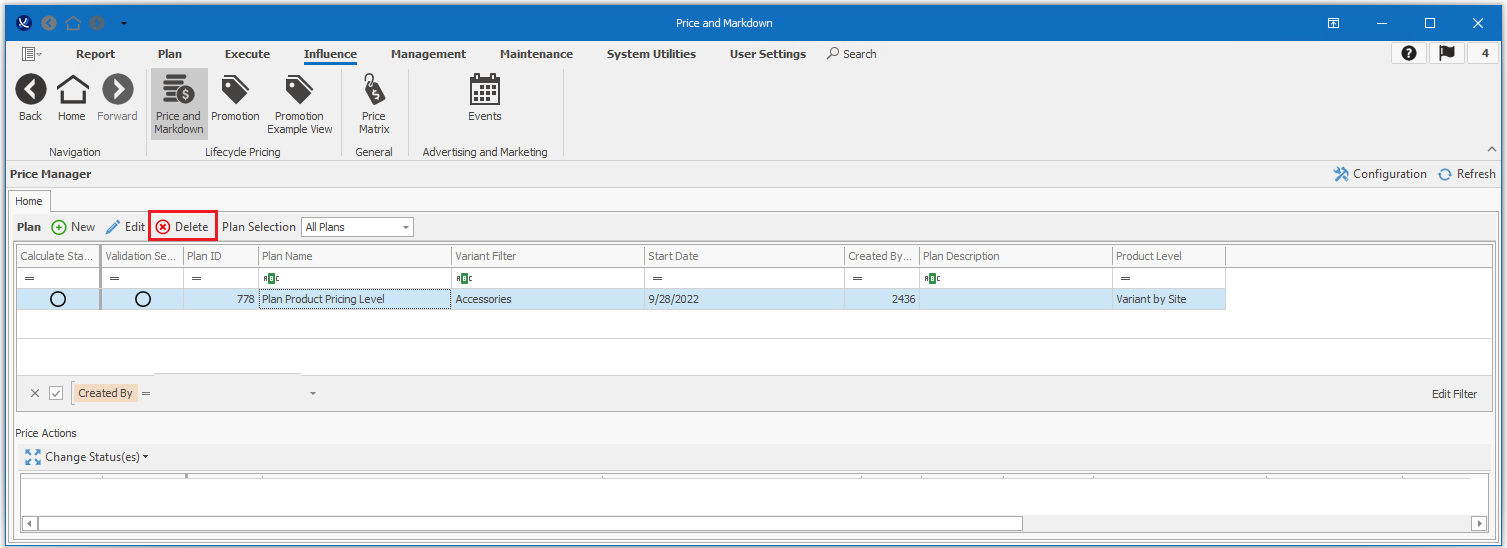 Price and Markdown
Report Plan Execute Influence Management Maintenance System Utilities User Settings Search 4
Back Home Forward Price and Markdown Promotion Promotion Example View Price Matrix Events
Navigation Lifecycle Pricing General Advertising and Marketing
Price Manager Configuration Refresh
Home
Plan New Edit Delete Plan Selection All Plans
Calculate Sta... Validation Se... Plan ID Plan Name Variant Filter Start Date Created By... Plan Description Product Level
= = = ABC ABC = = ABC =
778 Plan Product Pricing Level Accessories 9/28/2022 2436 Variant by Site
Created By = Edit Filter
Price Actions
Change Status(es)